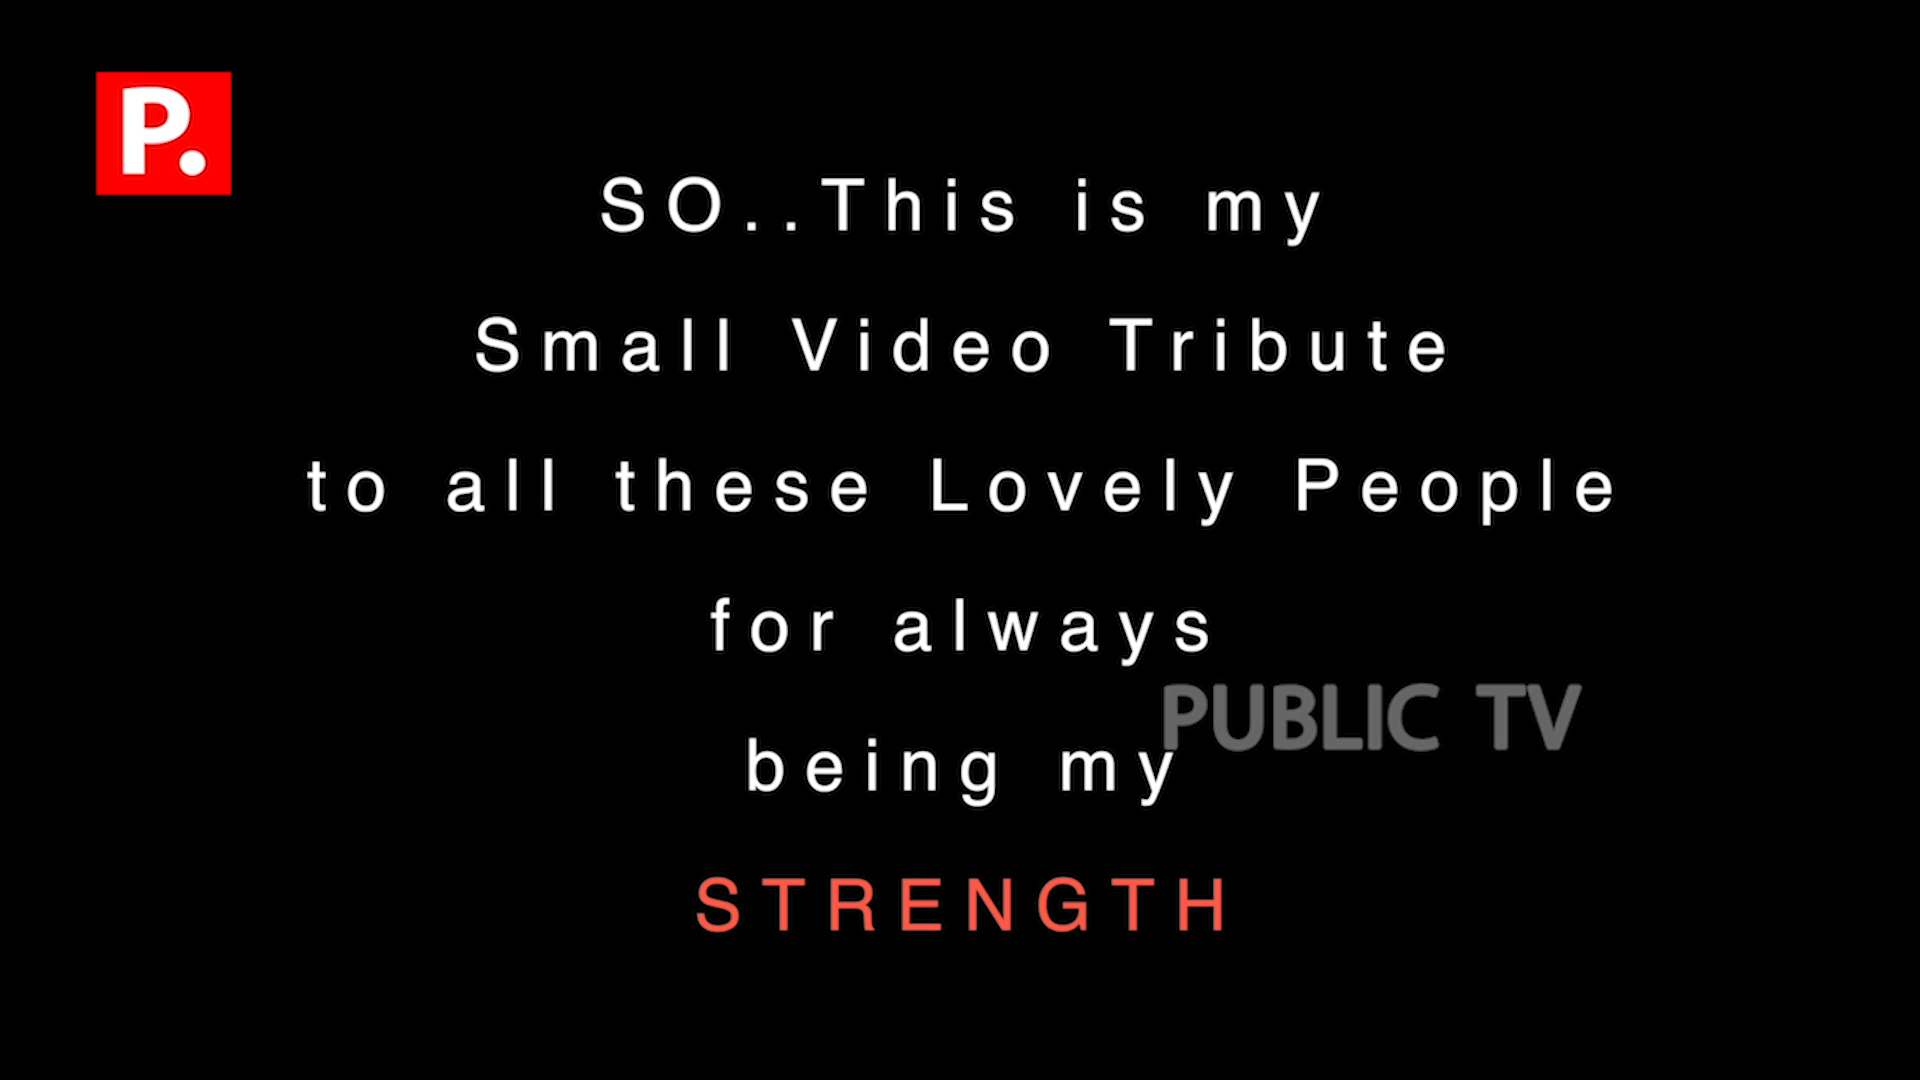 P.
SO..This is my
Small Video Tribute
to all these Lovely People
for always
PUBLIC TV
being my
STRENGTH